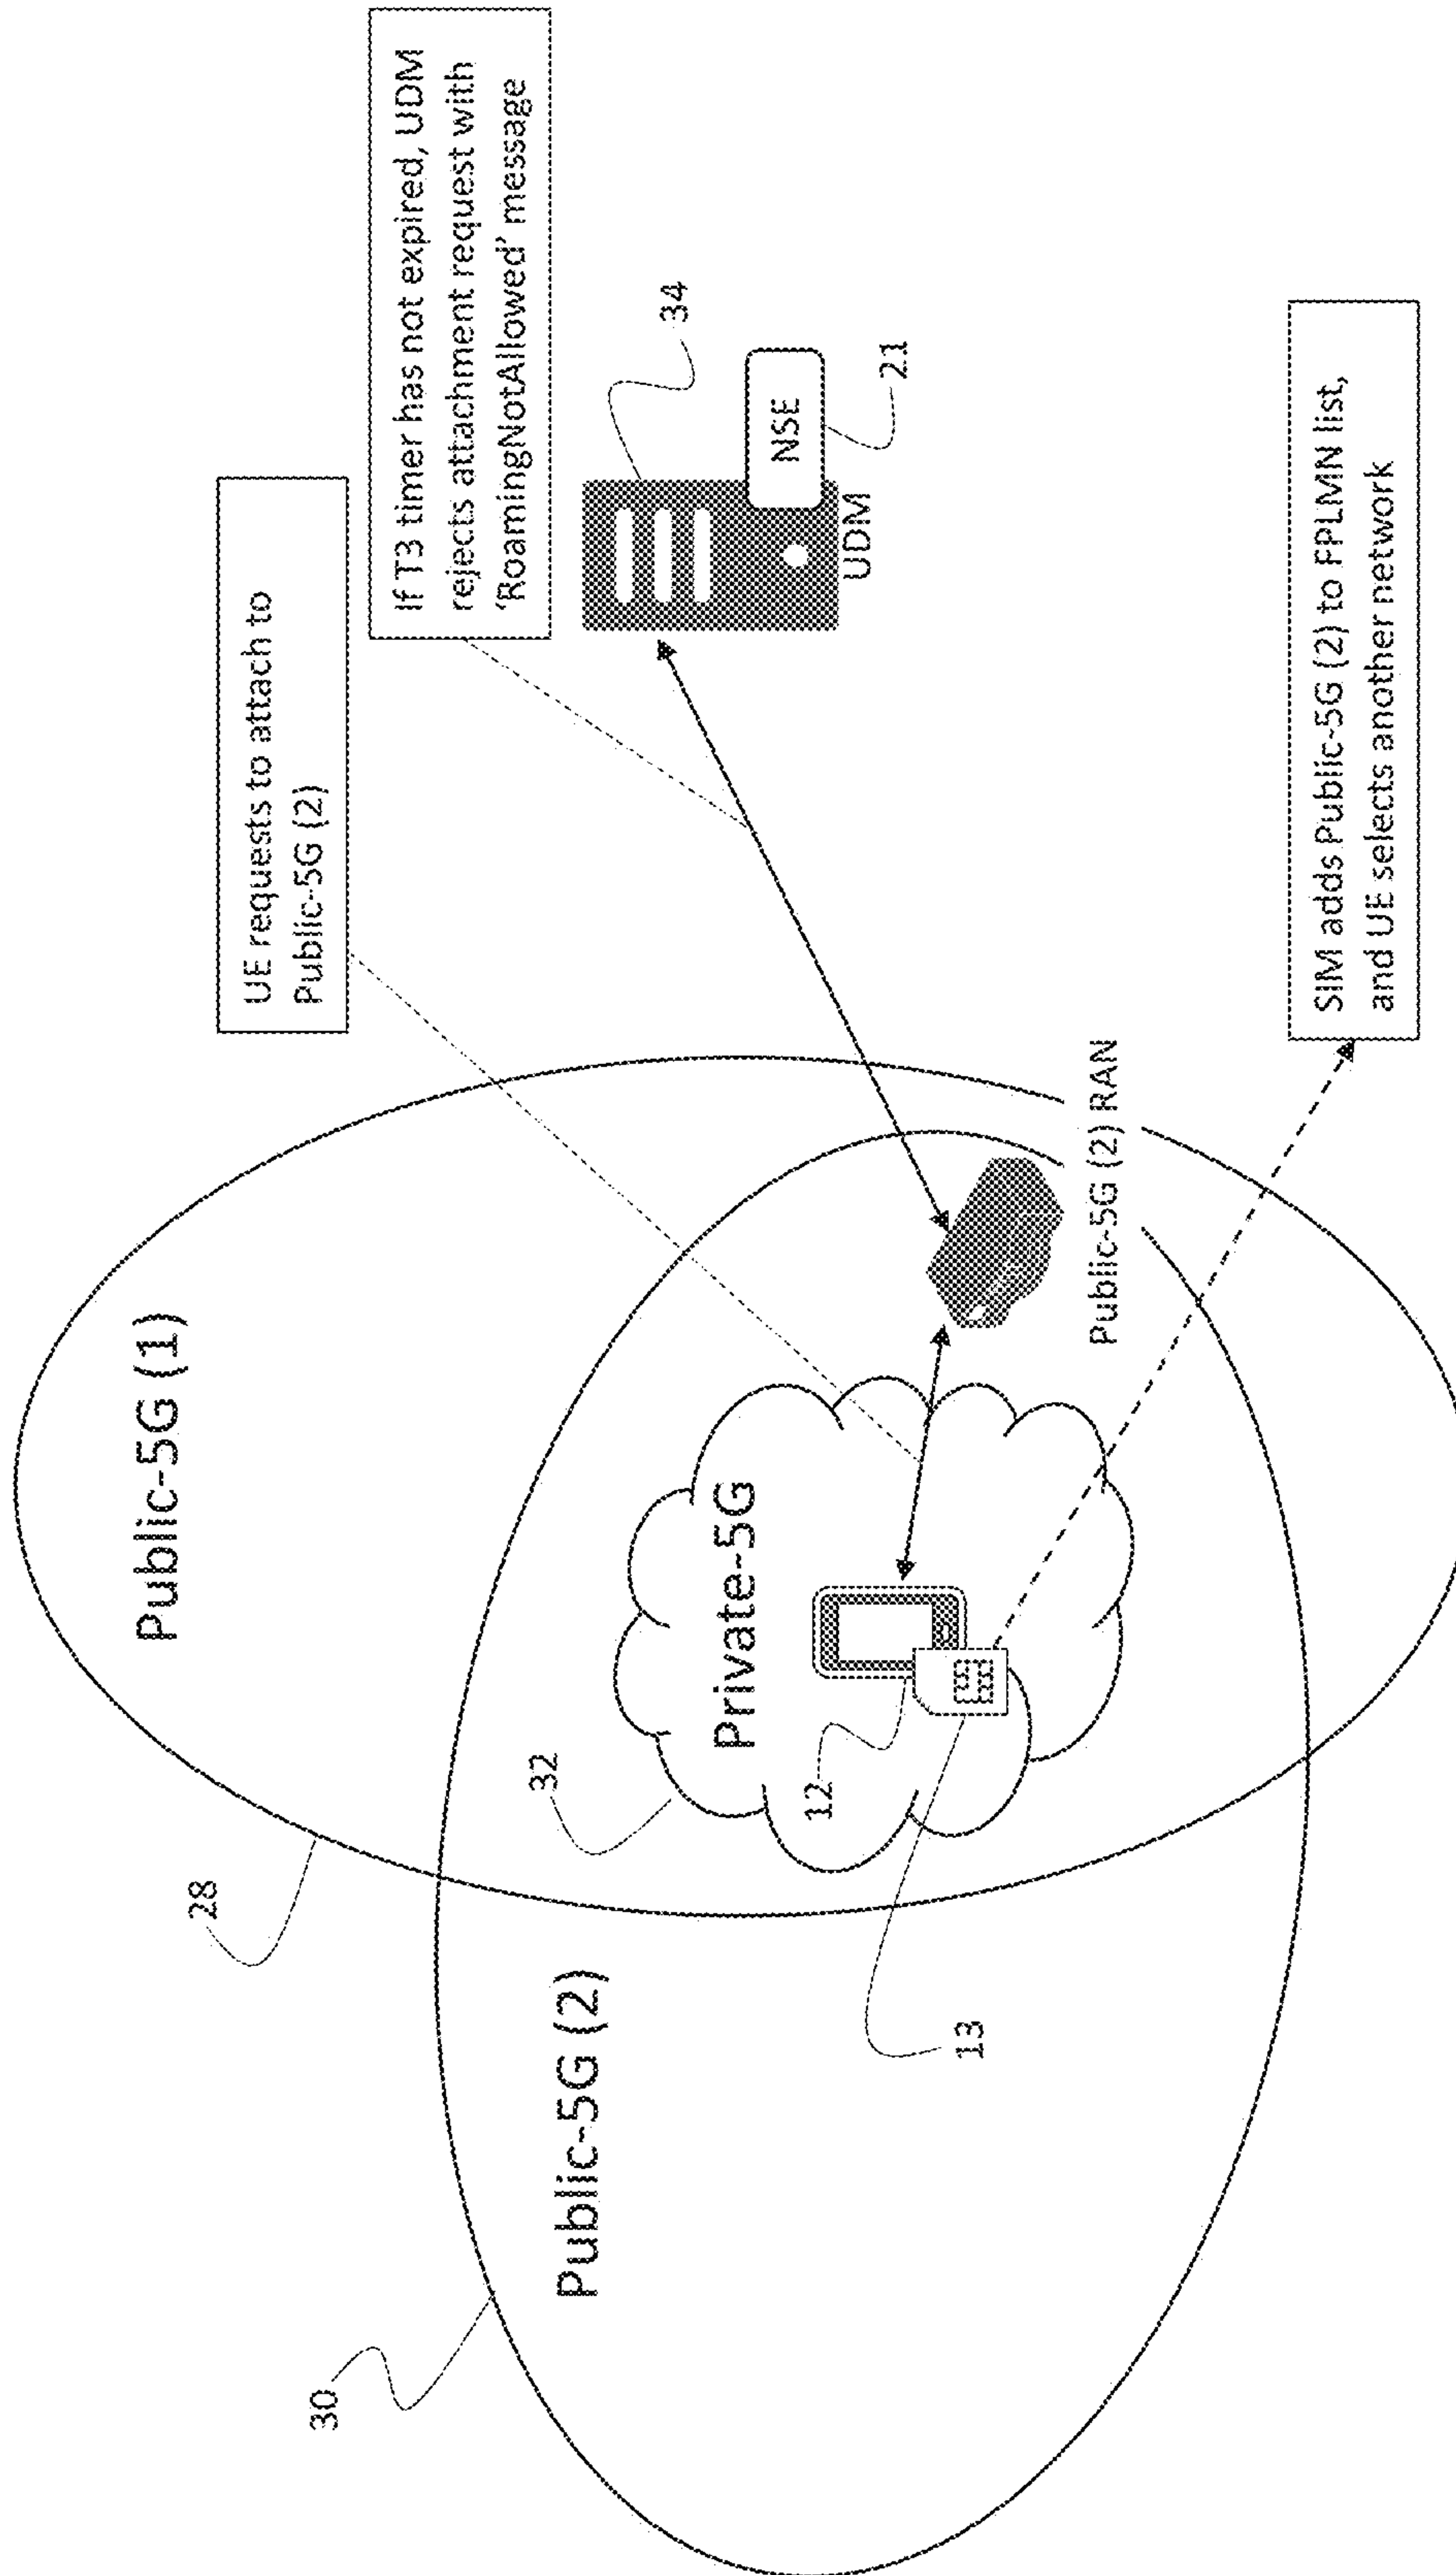 Public-5G (1)
28
Public-5G (2)
30
Private-5G
32
12
13
Public-5G (2) RAN
UE requests to attach to
Public-5G (2)
If T3 timer has not expired, UDM
rejects attachment request with
‘RoamingNotAllowed’ message
34
NSE
UDM
21
SIM adds Public-5G (2) to FPLMN list,
and UE selects another network